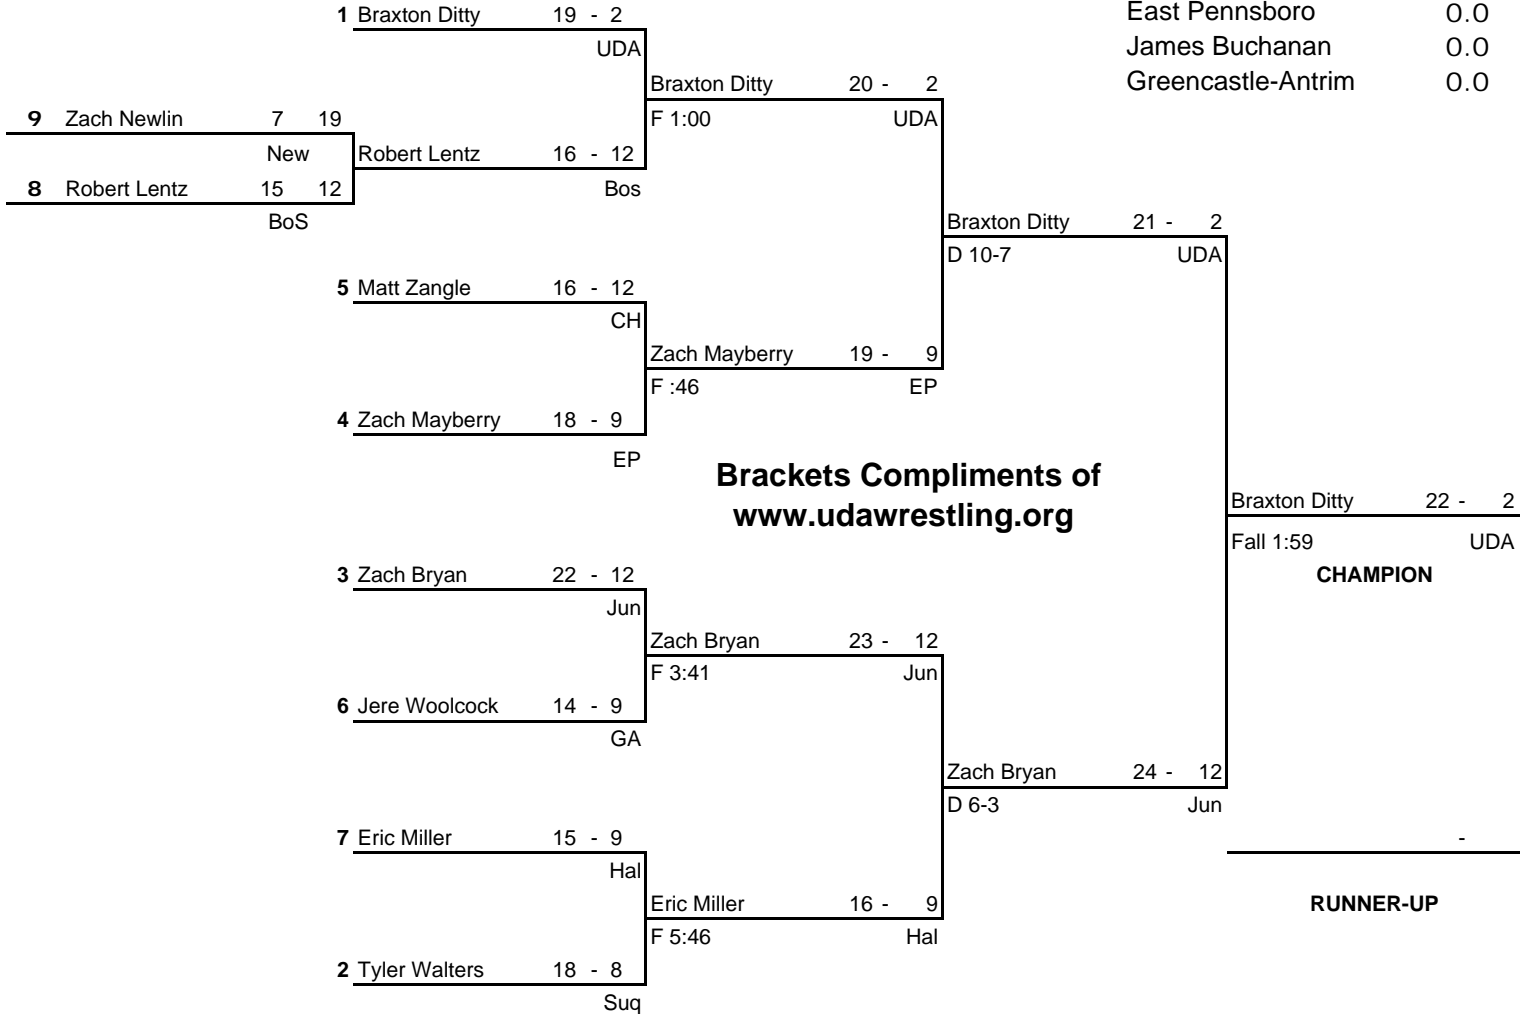 East Pennsboro 0.0
1 Braxton Ditty 19 - 2
James Buchanan 0.0
UDA
Braxton Ditty 20 - 2
Greencastle-Antrim 0.0
9 Zach Newlin 7 19
F 1:00 UDA
New
Robert Lentz 16 - 12
8 Robert Lentz 15 12
Bos
BoS
Braxton Ditty 21 - 2
D 10-7 UDA
5 Matt Zangle 16 - 12
CH
Zach Mayberry 19 - 9
F :46 EP
4 Zach Mayberry 18 - 9
EP
Brackets Compliments of
www.udawrestling.org
Braxton Ditty 22 - 2
Fall 1:59 UDA
CHAMPION
3 Zach Bryan 22 - 12
Jun
Zach Bryan 23 - 12
F 3:41 Jun
6 Jere Woolcock 14 - 9
GA
Zach Bryan 24 - 12
D 6-3 Jun
7 Eric Miller 15 - 9
-
Hal
Eric Miller 16 - 9
RUNNER-UP
F 5:46 Hal
2 Tyler Walters 18 - 8
Suq